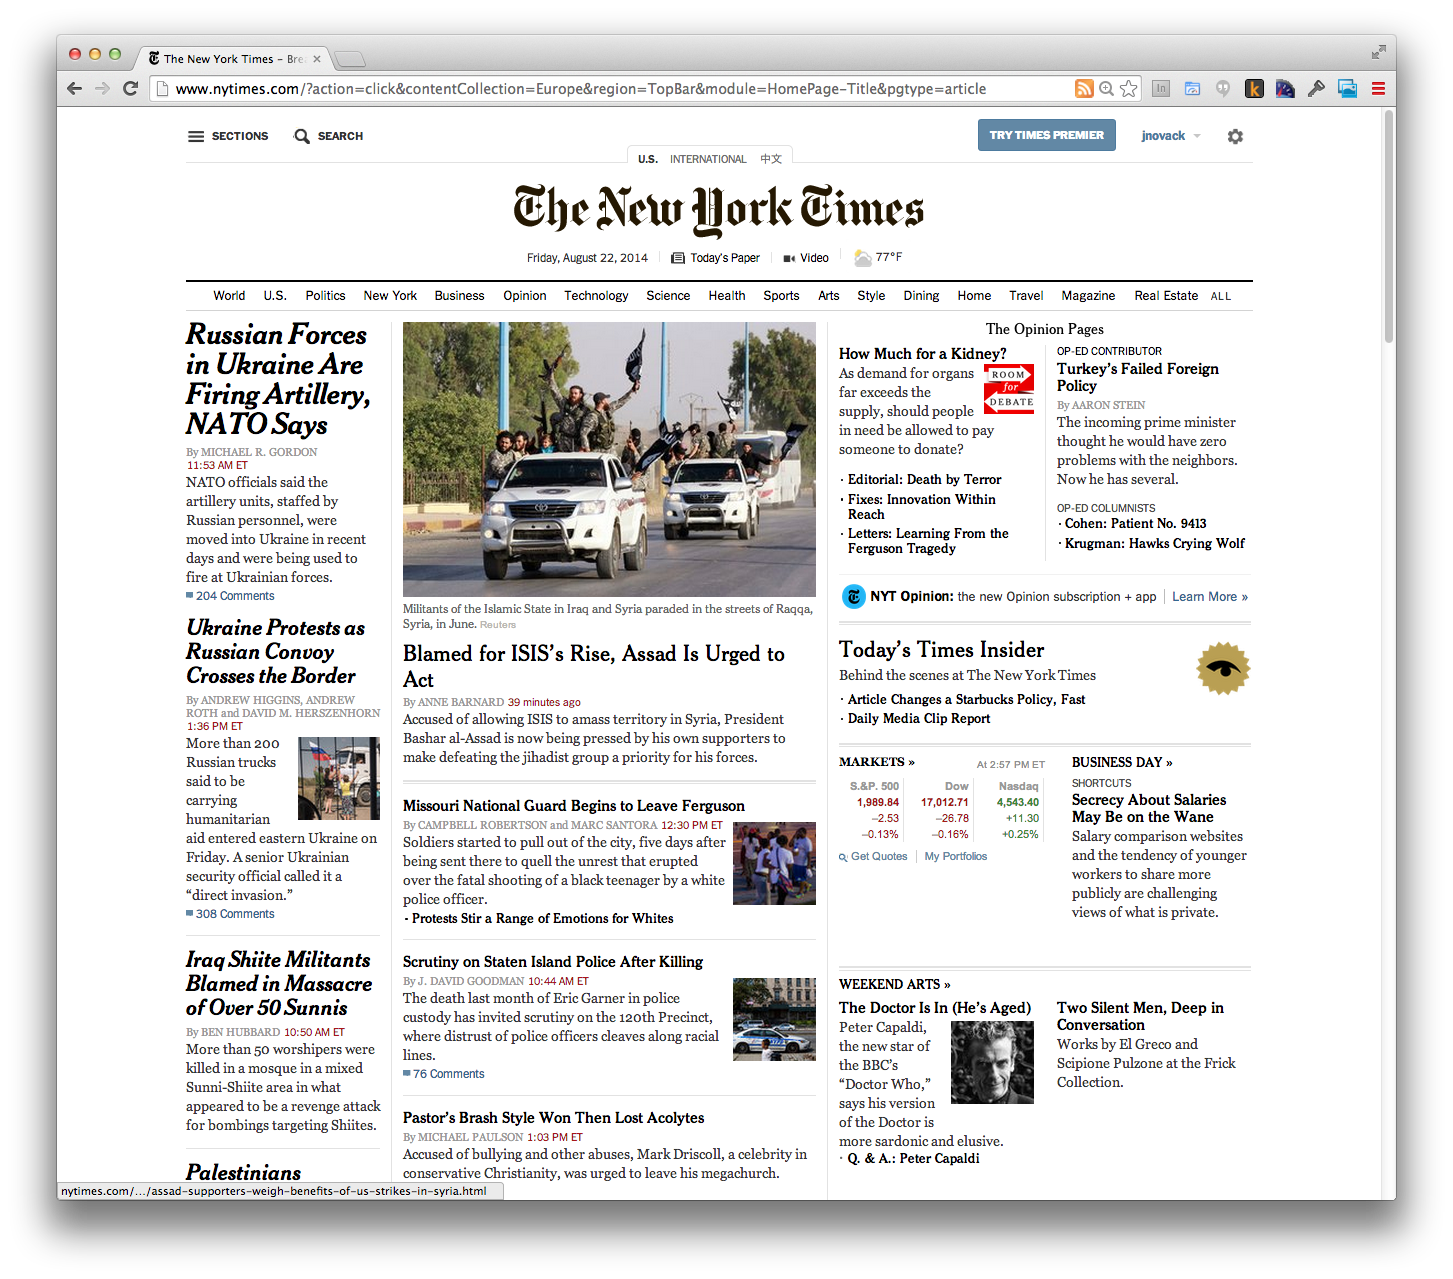 The New York Times – Brea
www.nytimes.com/?action=click&contentCollection=Europe&region=TopBar&module=HomePage-Title&pgtype=article
SECTIONS SEARCH
TRY TIMES PREMIER jnovack
U.S. INTERNATIONAL 中文
The New York Times
Friday, August 22, 2014 Today's Paper Video 77°F
World U.S. Politics New York Business Opinion Technology Science Health Sports Arts Style Dining Home Travel Magazine Real Estate ALL
Russian Forces
in Ukraine Are
Firing Artillery,
NATO Says
By MICHAEL R. GORDON
11:53 AM ET
NATO officials said the
artillery units, staffed by
Russian personnel, were
moved into Ukraine in recent
days and were being used to
fire at Ukrainian forces.
204 Comments
Ukraine Protests as
Russian Convoy
Crosses the Border
By ANDREW HIGGINS, ANDREW
ROTH and DAVID M. HERSZENHORN
1:36 PM ET
More than 200
Russian trucks
said to be
carrying
humanitarian
aid entered eastern Ukraine on
Friday. A senior Ukrainian
security official called it a
“direct invasion.”
308 Comments
Iraq Shiite Militants
Blamed in Massacre
of Over 50 Sunnis
By BEN HUBBARD 10:50 AM ET
More than 50 worshipers were
killed in a mosque in a mixed
Sunni-Shiite area in what
appeared to be a revenge attack
for bombings targeting Shiites.
Palestinians
Militants of the Islamic State in Iraq and Syria paraded in the streets of Raqqa,
Syria, in June. Reuters
Blamed for ISIS’s Rise, Assad Is Urged to
Act
By ANNE BARNARD 39 minutes ago
Accused of allowing ISIS to amass territory in Syria, President
Bashar al-Assad is now being pressed by his own supporters to
make defeating the jihadist group a priority for his forces.
Missouri National Guard Begins to Leave Ferguson
By CAMPBELL ROBERTSON and MARC SANTORA 12:30 PM ET
Soldiers started to pull out of the city, five days after
being sent there to quell the unrest that erupted
over the fatal shooting of a black teenager by a white
police officer.
· Protests Stir a Range of Emotions for Whites
Scrutiny on Staten Island Police After Killing
By J. DAVID GOODMAN 10:44 AM ET
The death last month of Eric Garner in police
custody has invited scrutiny on the 120th Precinct,
where distrust of police officers cleaves along racial
lines.
76 Comments
Pastor’s Brash Style Won Then Lost Acolytes
By MICHAEL PAULSON 1:03 PM ET
Accused of bullying and other abuses, Mark Driscoll, a celebrity in
conservative Christianity, was urged to leave his megachurch.
The Opinion Pages
How Much for a Kidney?
As demand for organs
far exceeds the
supply, should people
in need be allowed to pay
someone to donate?
ROOM
for
DEBATE
· Editorial: Death by Terror
· Fixes: Innovation Within
Reach
· Letters: Learning From the
Ferguson Tragedy
OP-ED CONTRIBUTOR
Turkey’s Failed Foreign
Policy
By AARON STEIN
The incoming prime minister
thought he would have zero
problems with the neighbors.
Now he has several.
OP-ED COLUMNISTS
· Cohen: Patient No. 9413
· Krugman: Hawks Crying Wolf
NYT Opinion: the new Opinion subscription + app Learn More »
Today’s Times Insider
Behind the scenes at The New York Times
· Article Changes a Starbucks Policy, Fast
· Daily Media Clip Report
MARKETS » At 2:57 PM ET
S.&P. 500 Dow Nasdaq
1,989.84 17,012.71 4,543.40
–2.53 –26.78 +11.30
–0.13% –0.16% +0.25%
Get Quotes My Portfolios
BUSINESS DAY »
SHORTCUTS
Secrecy About Salaries
May Be on the Wane
Salary comparison websites
and the tendency of younger
workers to share more
publicly are challenging
views of what is private.
WEEKEND ARTS »
The Doctor Is In (He’s Aged)
Peter Capaldi,
the new star of
the BBC’s
“Doctor Who,”
says his version
of the Doctor is
more sardonic and elusive.
· Q. & A.: Peter Capaldi
Two Silent Men, Deep in
Conversation
Works by El Greco and
Scipione Pulzone at the Frick
Collection.
nytimes.com/.../assad-supporters-weigh-benefits-of-us-strikes-in-syria.html